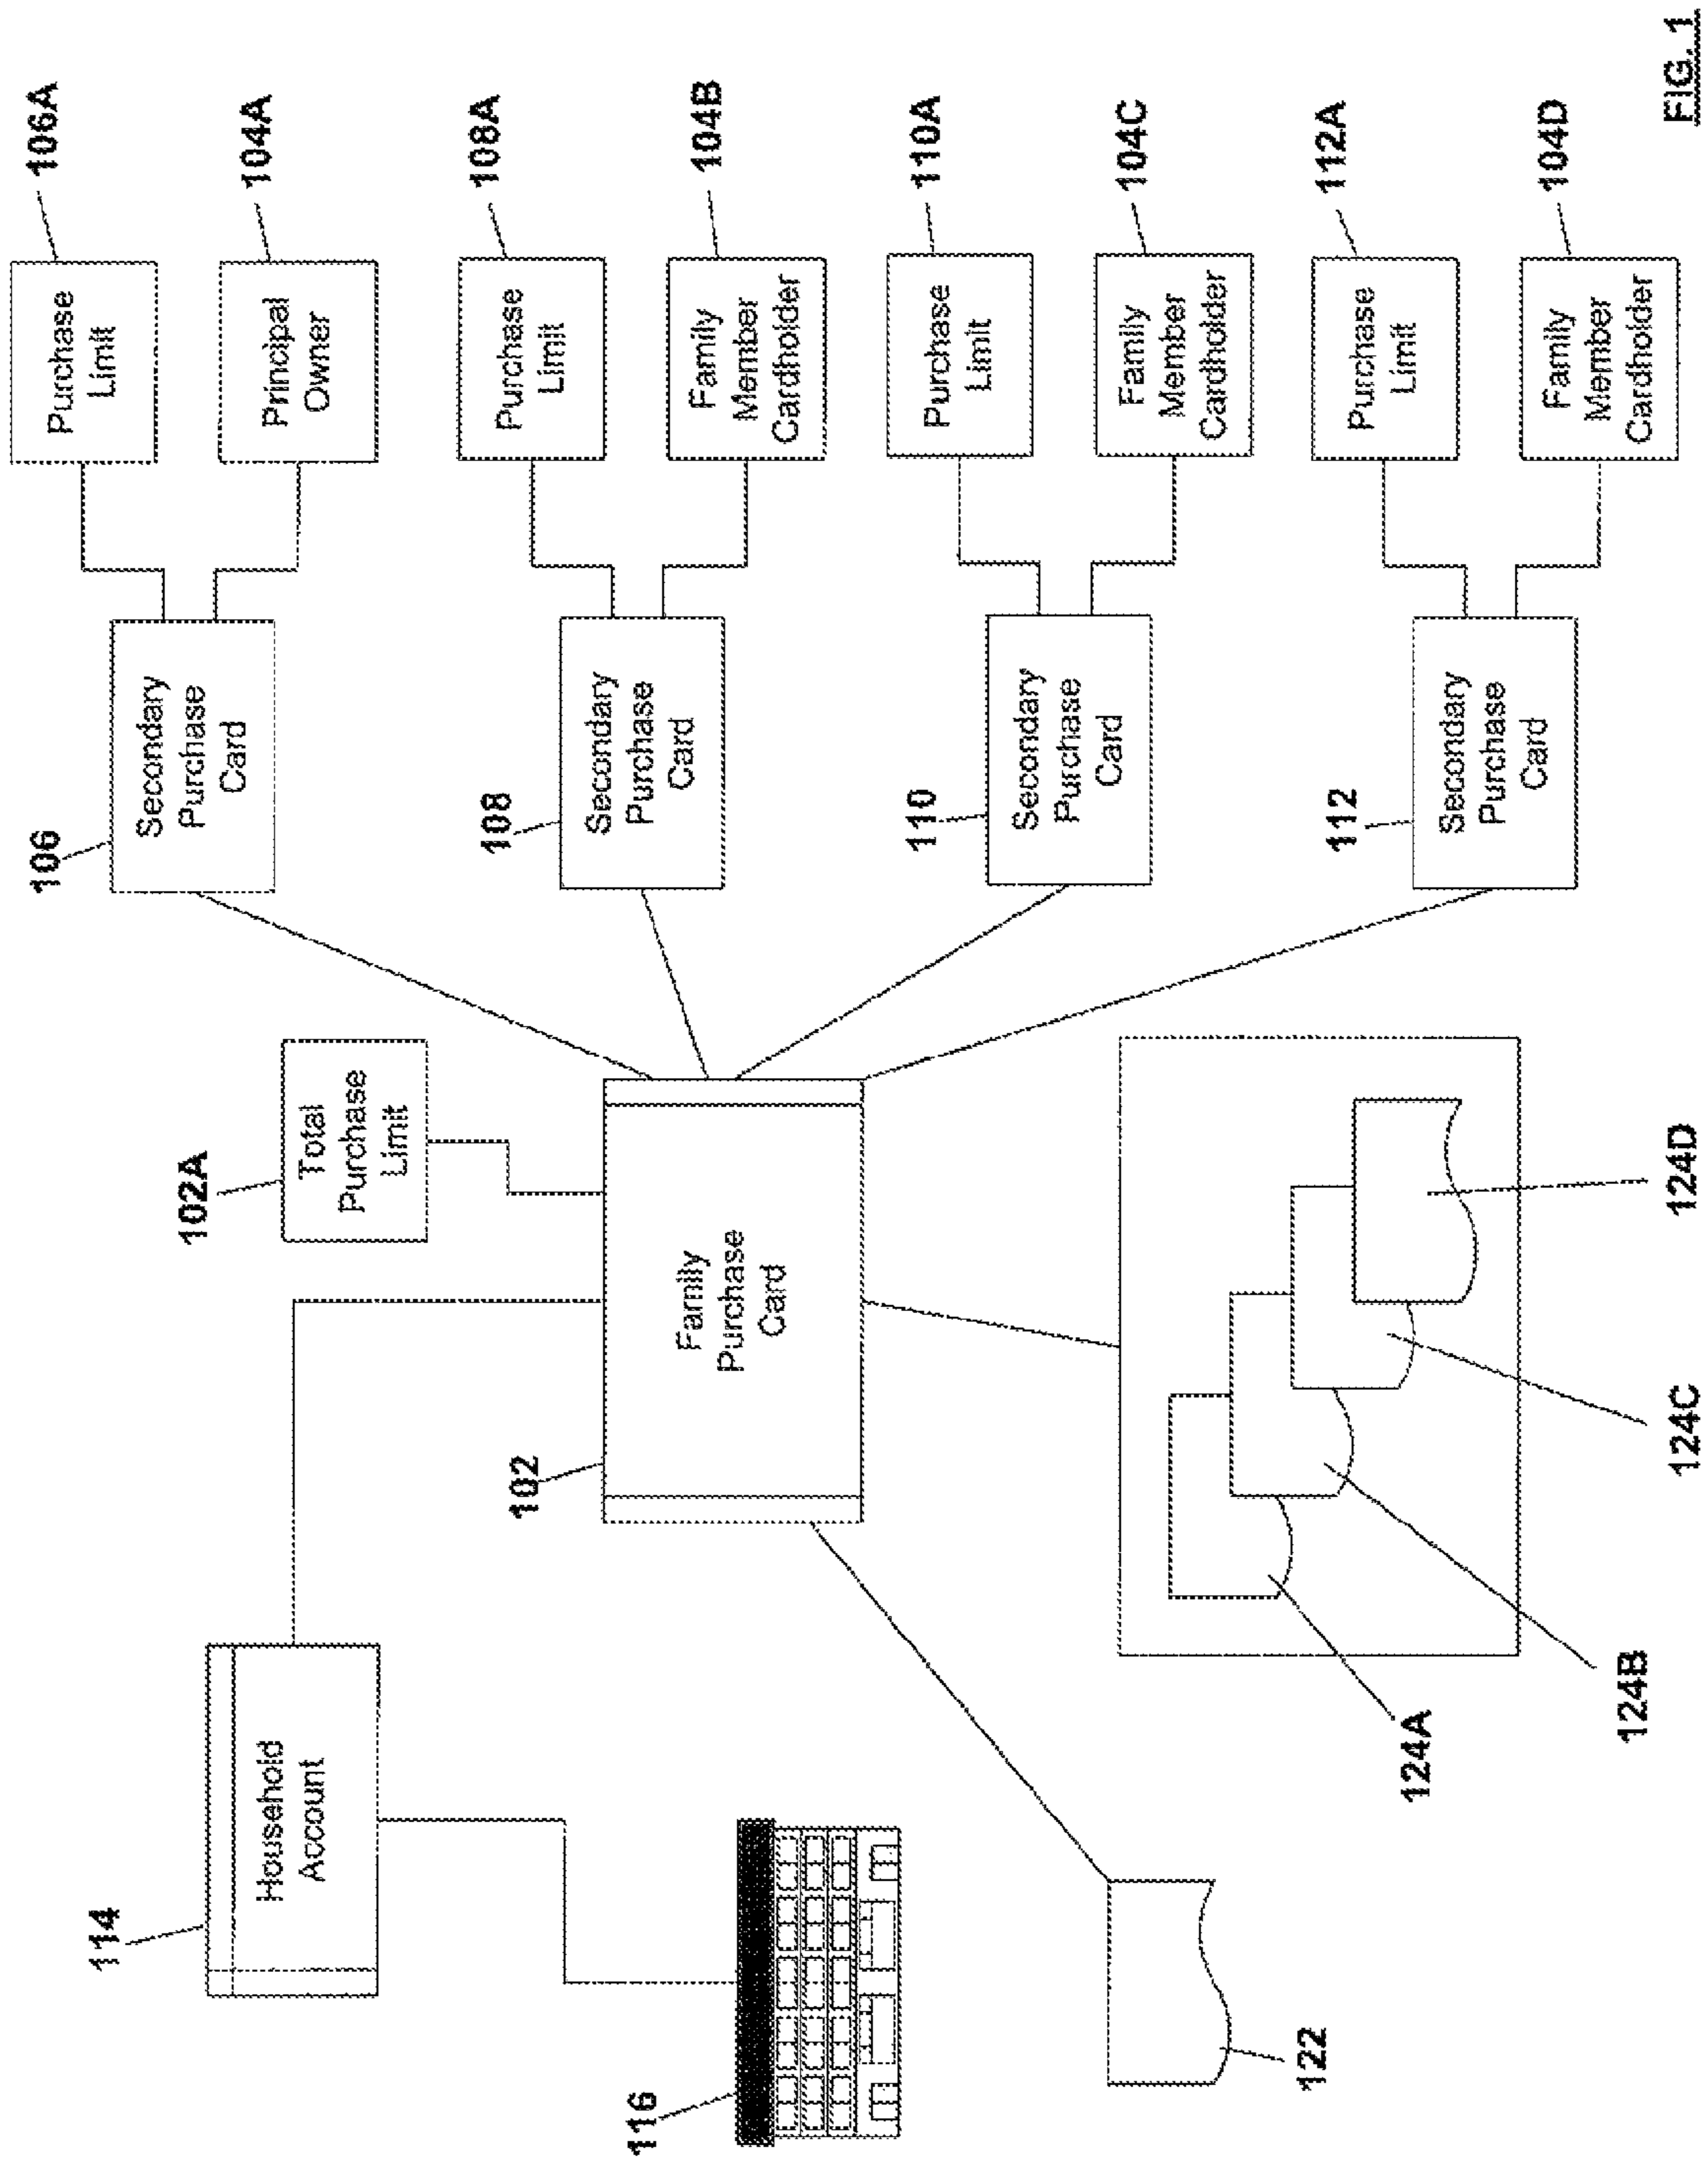 106A
Purchase
Limit
104A
Principal
Owner
106
Secondary
Purchase
Card
108A
Purchase
Limit
104B
Family
Member
Cardholder
108
Secondary
Purchase
Card
110A
Purchase
Limit
104C
Family
Member
Cardholder
110
Secondary
Purchase
Card
112A
Purchase
Limit
104D
Family
Member
Cardholder
112
Secondary
Purchase
Card
102A
Total
Purchase
Limit
102
Family
Purchase
Card
114
Household
Account
116
122
124A
124B
124C
124D
FIG. 1